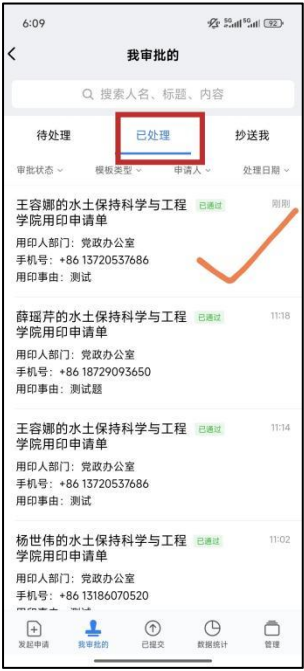 6:09
5G 5G 92
我审批的
搜索人名、标题、内容
待处理 已处理 抄送我
审批状态 模板类型 申请人 处理日期
王容娜的水土保持科学与工程 已通过 刚刚
学院用印申请单
用印人部门：党政办公室
手机号：+86 13720537686
用印事由：测试
薛瑶芹的水土保持科学与工程 已通过 11:18
学院用印申请单
用印人部门：党政办公室
手机号：+86 18729093650
用印事由：测试题
王容娜的水土保持科学与工程 已通过 11:14
学院用印申请单
用印人部门：党政办公室
手机号：+86 13720537686
用印事由：测试
杨世伟的水土保持科学与工程 已通过 11:02
学院用印申请单
用印人部门：党政办公室
手机号：+86 13186070520
发起申请 我审批的 已提交 数据统计 管理